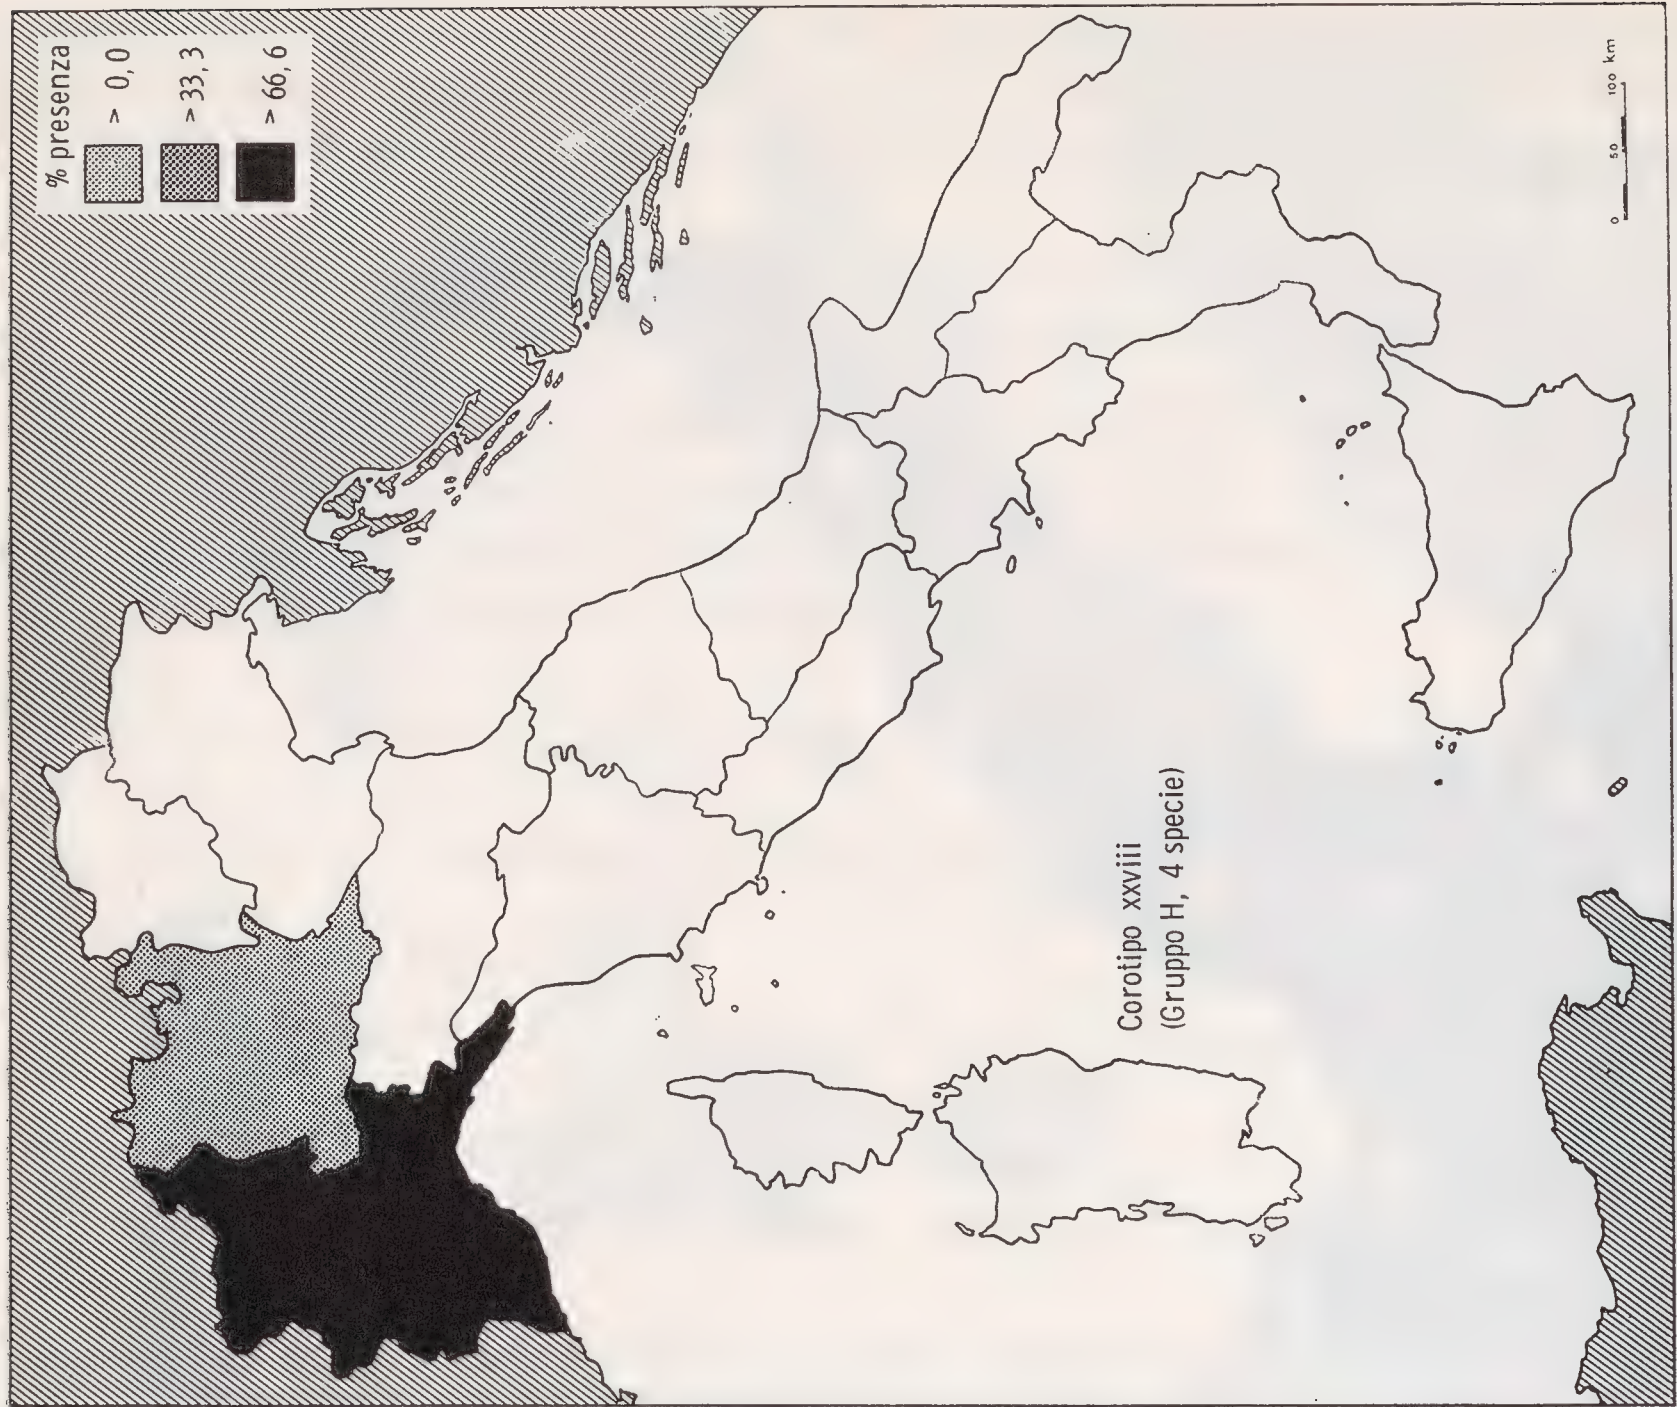 % presenza
> 0,0
> 33,3
> 66,6
Corotipo xxviii
(Gruppo H, 4 specie)
0 50 100 km